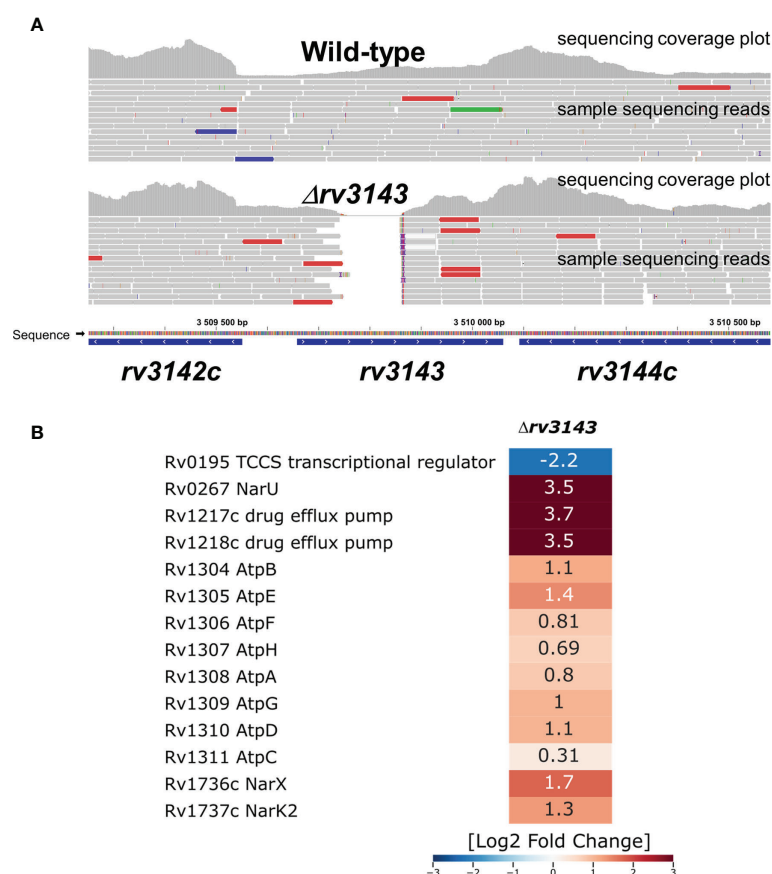 A
Wild-type
sequencing coverage plot
sample sequencing reads
Δrv3143
sequencing coverage plot
sample sequencing reads
3 509 500 bp 3 510 000 bp 3 510 500 bp
Sequence
rv3142c rv3143 rv3144c
B
Δrv3143
Rv0195 TCCS transcriptional regulator -2.2
Rv0267 NarU 3.5
Rv1217c drug efflux pump 3.7
Rv1218c drug efflux pump 3.5
Rv1304 AtpB 1.1
Rv1305 AtpE 1.4
Rv1306 AtpF 0.81
Rv1307 AtpH 0.69
Rv1308 AtpA 0.8
Rv1309 AtpG 1
Rv1310 AtpD 1.1
Rv1311 AtpC 0.31
Rv1736c NarX 1.7
Rv1737c NarK2 1.3
[Log2 Fold Change]
−3 −2 −1 0 1 2 3